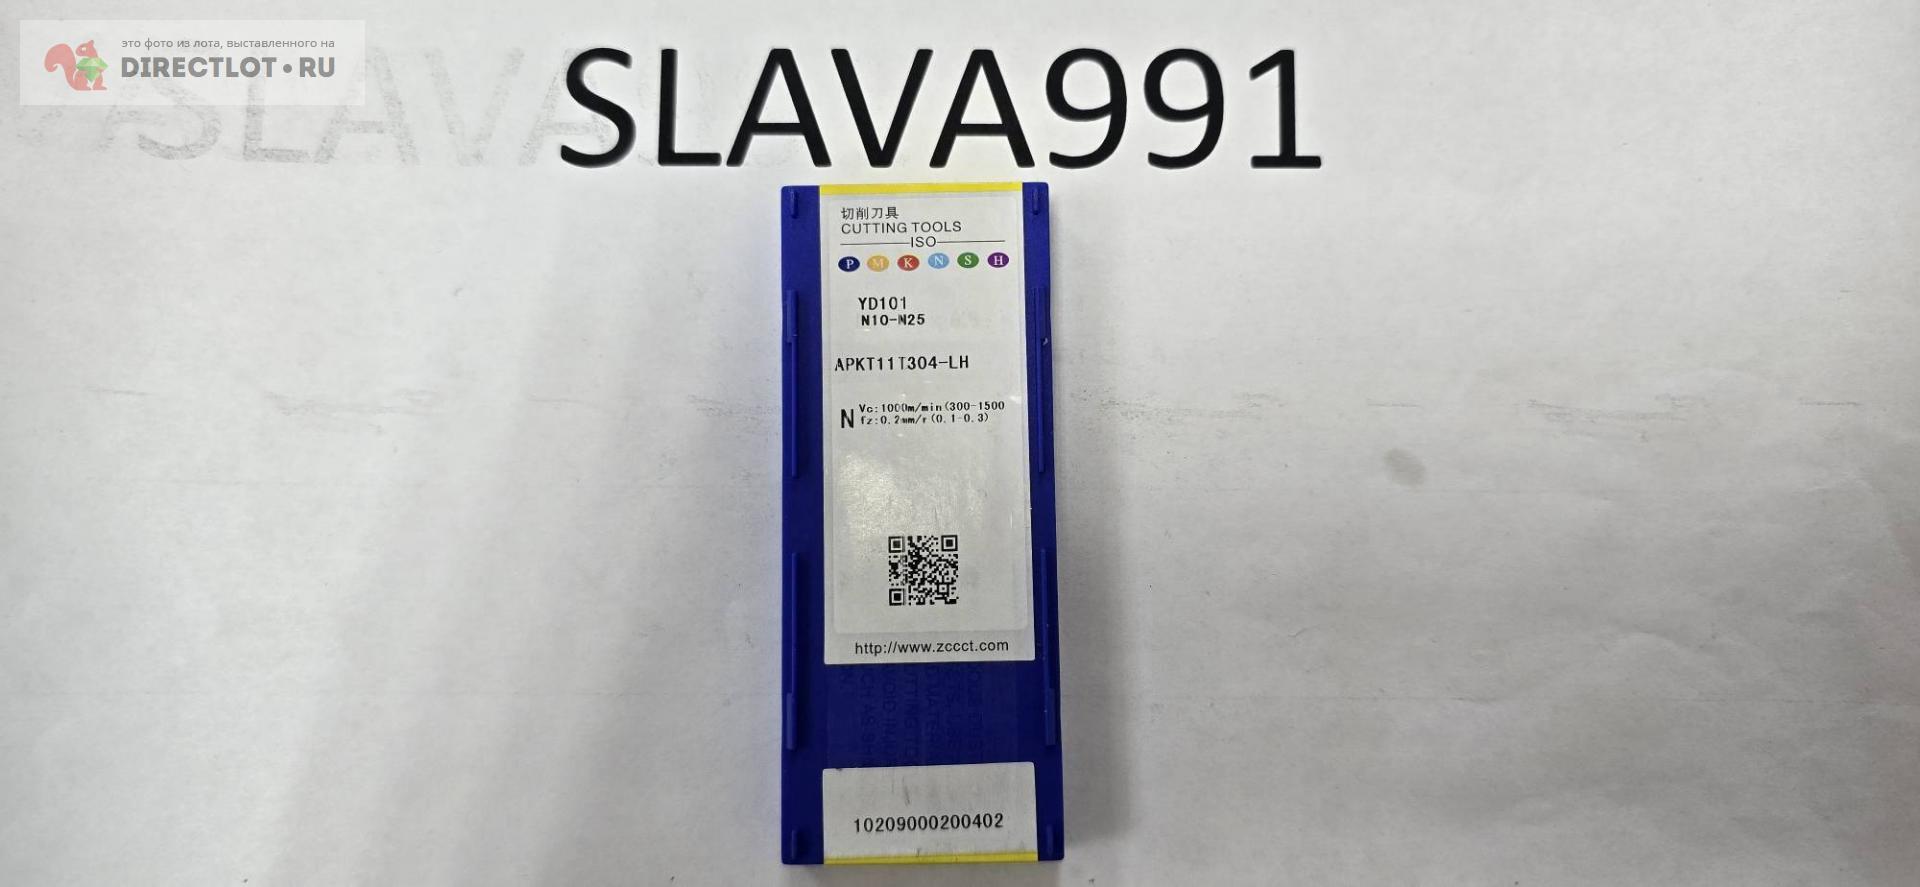 это фото из лота, выставленного на
DIRECTLOT•RU
SLAVA
SLAVA991
切削刀具
CUTTING TOOLS
ISO
P M K N S H
YD101
N10-N25
APKT11T304-LH
N
Vc:1000m/min(300-1500
fz:0.2mm/r(0.1-0.3)
http://www.zccct.com
10209000200402